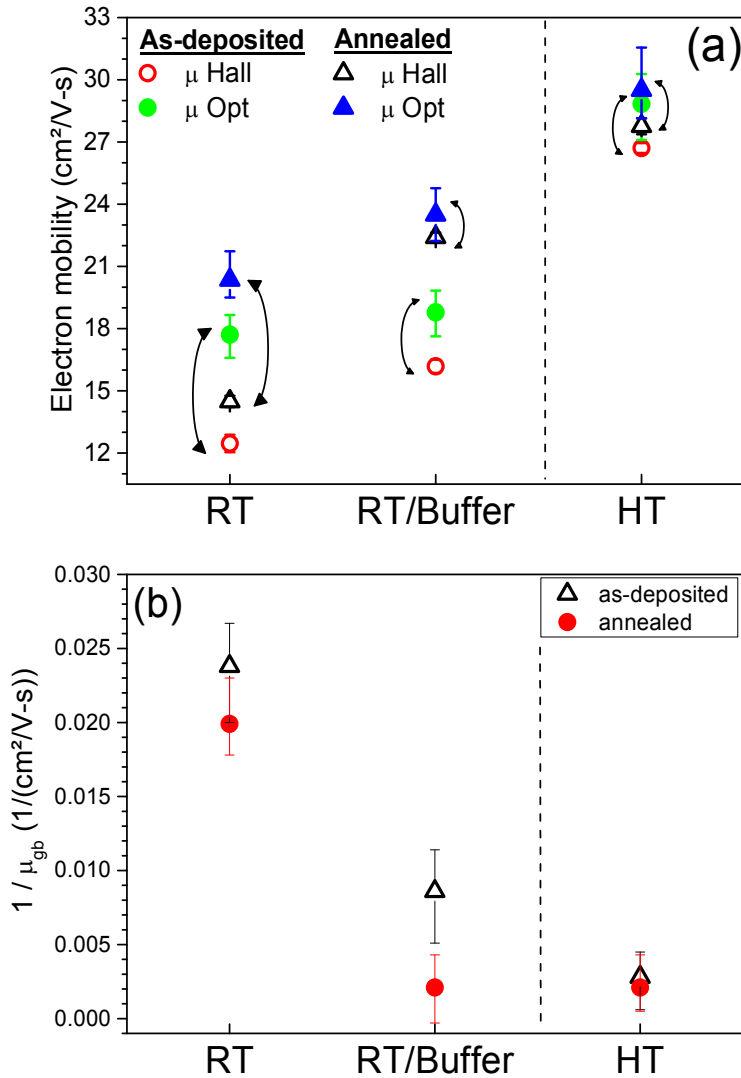 (a)
As-deposited Annealed
μ Hall μ Hall
μ Opt μ Opt
Electron mobility (cm²/V-s)
33
30
27
24
21
18
15
12
RT RT/Buffer HT
(b)
as-deposited
annealed
1 / μgb (1/(cm²/V-s))
0.030
0.025
0.020
0.015
0.010
0.005
0.000
RT RT/Buffer HT